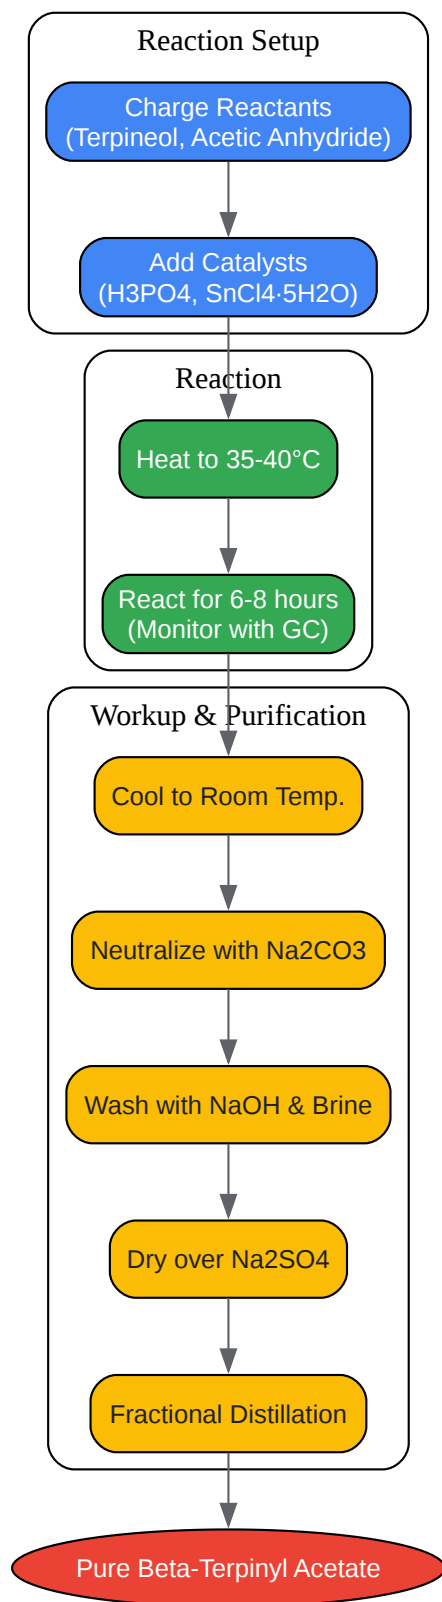 Reaction Setup
Charge Reactants
(Terpineol, Acetic Anhydride)
Add Catalysts
(H3PO4, SnCl4·5H2O)
Reaction
Heat to 35-40°C
React for 6-8 hours
(Monitor with GC)
Workup & Purification
Cool to Room Temp.
Neutralize with Na2CO3
Wash with NaOH & Brine
Dry over Na2SO4
Fractional Distillation
Pure Beta-Terpinyl Acetate